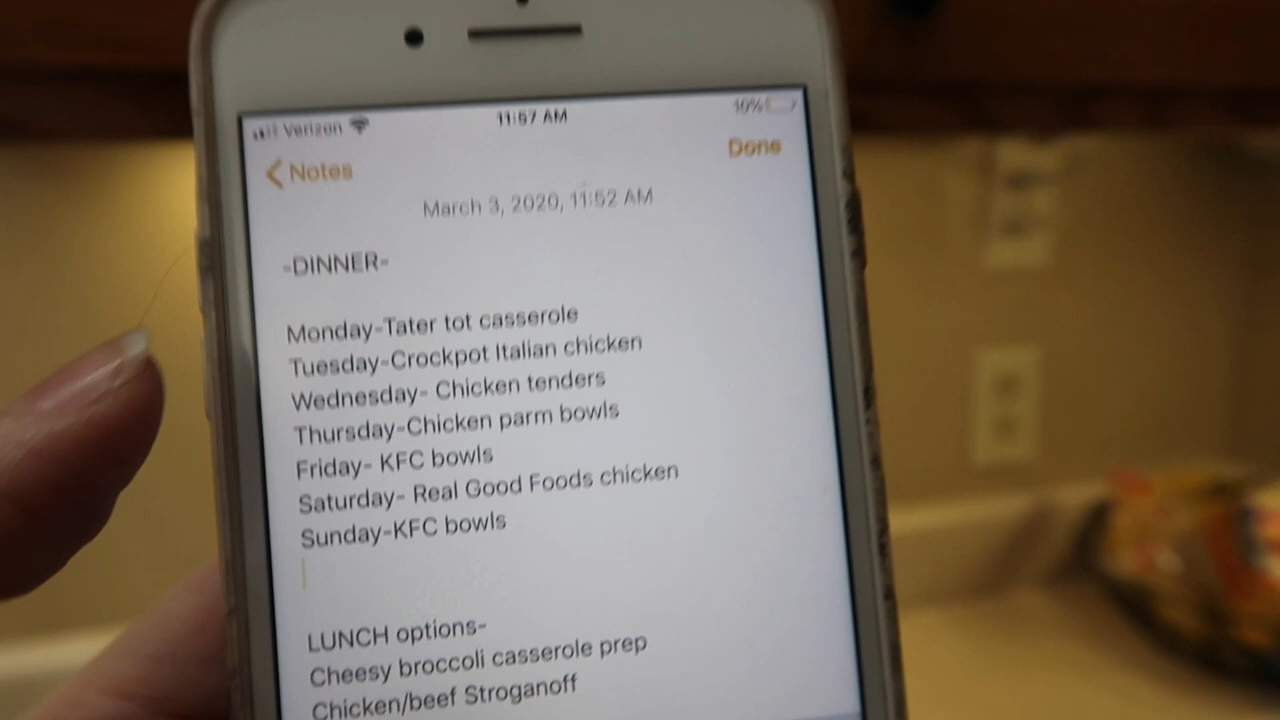 Verizon 11:57 AM 10%
Notes Done
March 3, 2020, 11:52 AM
-DINNER-
Monday-Tater tot casserole
Tuesday-Crockpot Italian chicken
Wednesday- Chicken tenders
Thursday-Chicken parm bowls
Friday- KFC bowls
Saturday- Real Good Foods chicken
Sunday-KFC bowls
LUNCH options-
Cheesy broccoli casserole prep
Chicken/beef Stroganoff